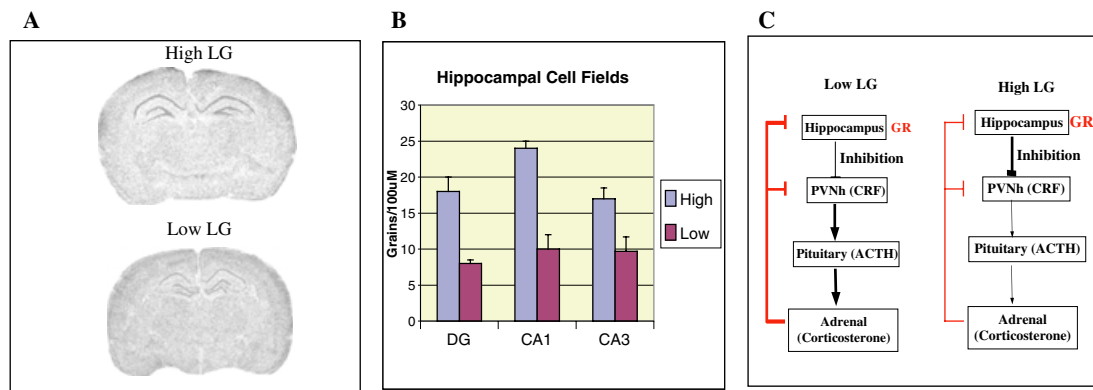 A
High LG
Low LG
B
Hippocampal Cell Fields
Grains/100uM
30
25
20
15
10
5
0
DG CA1 CA3
High
Low
C
Low LG
Hippocampus GR
Inhibition
PVNh (CRF)
Pituitary (ACTH)
Adrenal
(Corticosterone)
High LG
Hippocampus GR
Inhibition
PVNh (CRF)
Pituitary (ACTH)
Adrenal
(Corticosterone)